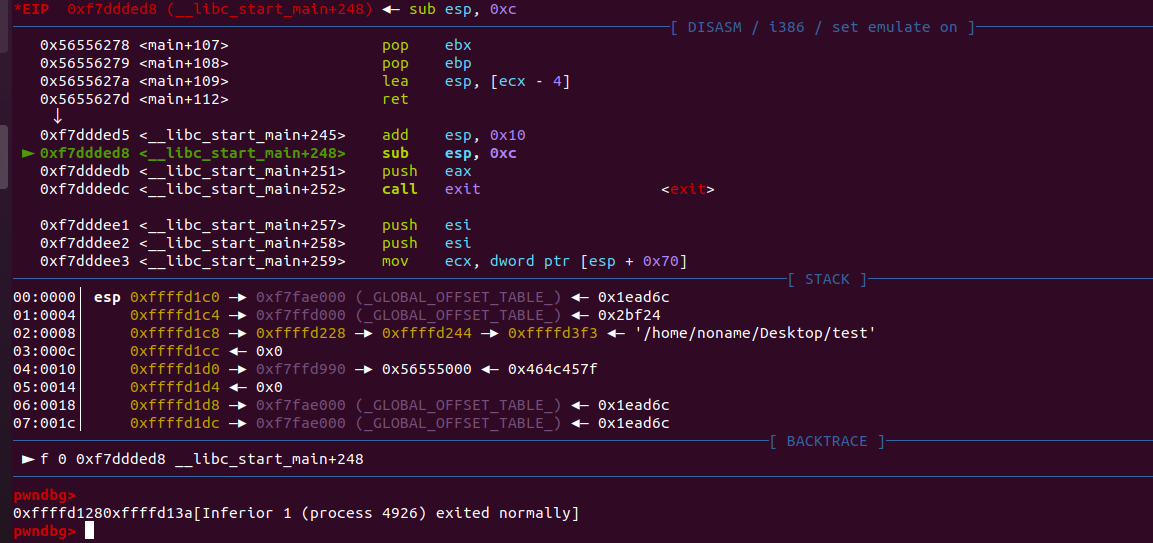 *EIP  0xf7ddded8 (__libc_start_main+248) ◂— sub esp, 0xc
[ DISASM / i386 / set emulate on ]
0x56556278 <main+107>                 pop    ebx
0x56556279 <main+108>                 pop    ebp
0x5655627a <main+109>                 lea    esp, [ecx - 4]
0x5655627d <main+112>                 ret
↓
0xf7ddded5 <__libc_start_main+245>    add    esp, 0x10
► 0xf7ddded8 <__libc_start_main+248>    sub    esp, 0xc
0xf7dddedb <__libc_start_main+251>    push   eax
0xf7dddedc <__libc_start_main+252>    call   exit                    <exit>
0xf7dddee1 <__libc_start_main+257>    push   esi
0xf7dddee2 <__libc_start_main+258>    push   esi
0xf7dddee3 <__libc_start_main+259>    mov    ecx, dword ptr [esp + 0x70]
[ STACK ]
00:0000│ esp 0xffffd1c0 —▸ 0xf7fae000 (_GLOBAL_OFFSET_TABLE_) ◂— 0x1ead6c
01:0004│     0xffffd1c4 —▸ 0xf7ffd000 (_GLOBAL_OFFSET_TABLE_) ◂— 0x2bf24
02:0008│     0xffffd1c8 —▸ 0xffffd228 —▸ 0xffffd244 —▸ 0xffffd3f3 ◂— '/home/noname/Desktop/test'
03:000c│     0xffffd1cc ◂— 0x0
04:0010│     0xffffd1d0 —▸ 0xf7ffd990 —▸ 0x56555000 ◂— 0x464c457f
05:0014│     0xffffd1d4 ◂— 0x0
06:0018│     0xffffd1d8 —▸ 0xf7fae000 (_GLOBAL_OFFSET_TABLE_) ◂— 0x1ead6c
07:001c│     0xffffd1dc —▸ 0xf7fae000 (_GLOBAL_OFFSET_TABLE_) ◂— 0x1ead6c
[ BACKTRACE ]
► f 0 0xf7ddded8 __libc_start_main+248
pwndbg>
0xffffd1280xffffd13a[Inferior 1 (process 4926) exited normally]
pwndbg>